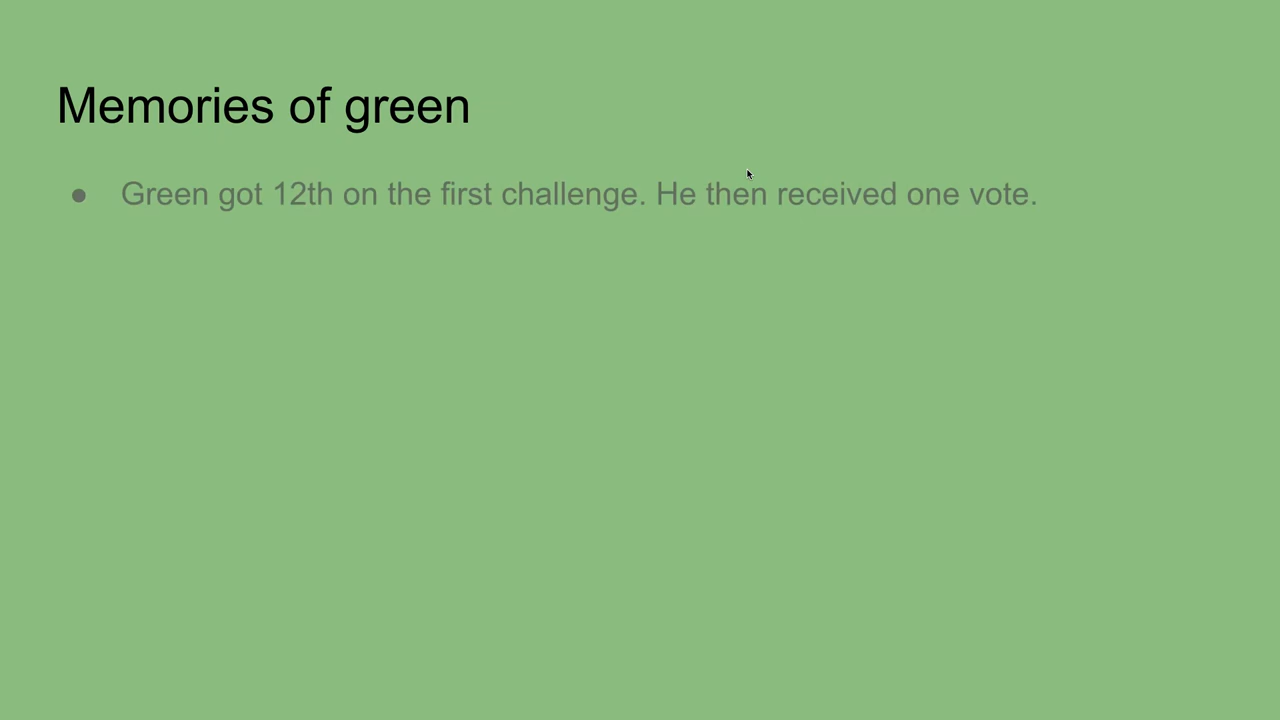 Memories of green
● Green got 12th on the first challenge. He then received one vote.